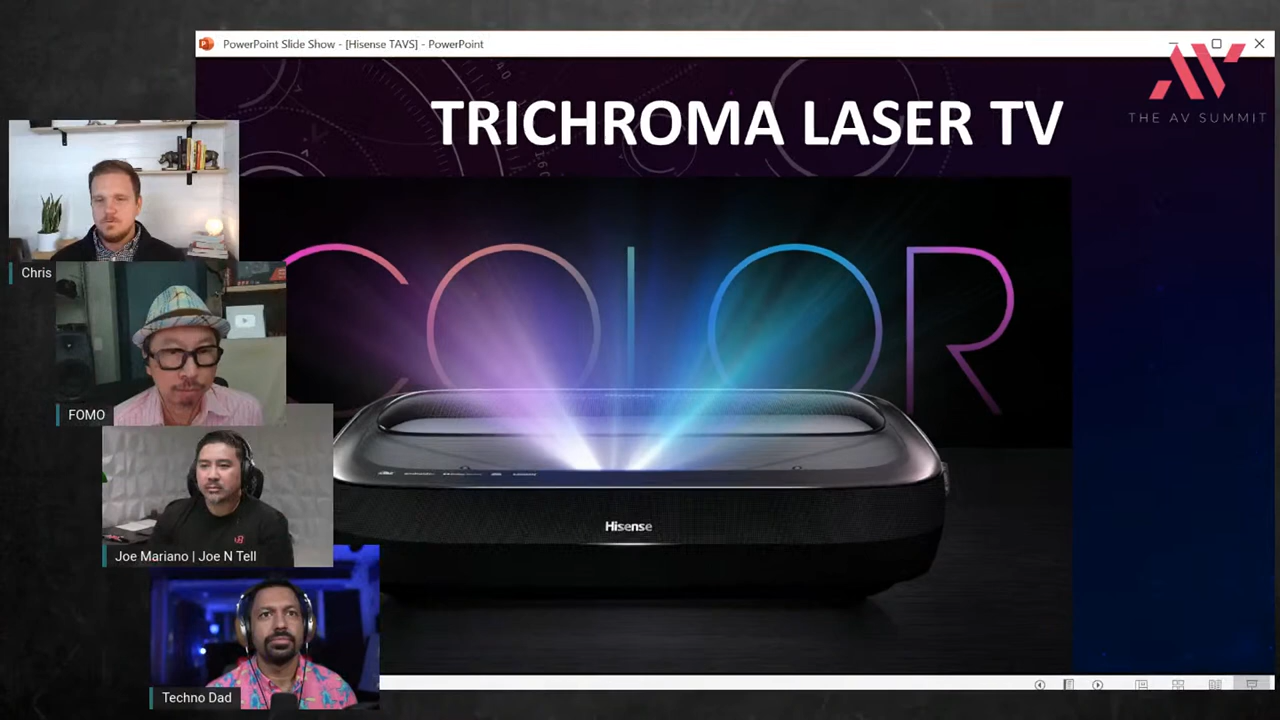 PowerPoint Slide Show - [Hisense TAVS] - PowerPoint
THE AV SUMMIT
TRICHROMA LASER TV
COLOR
Hisense
Chris
FOMO
Joe Mariano | Joe N Tell
Techno Dad